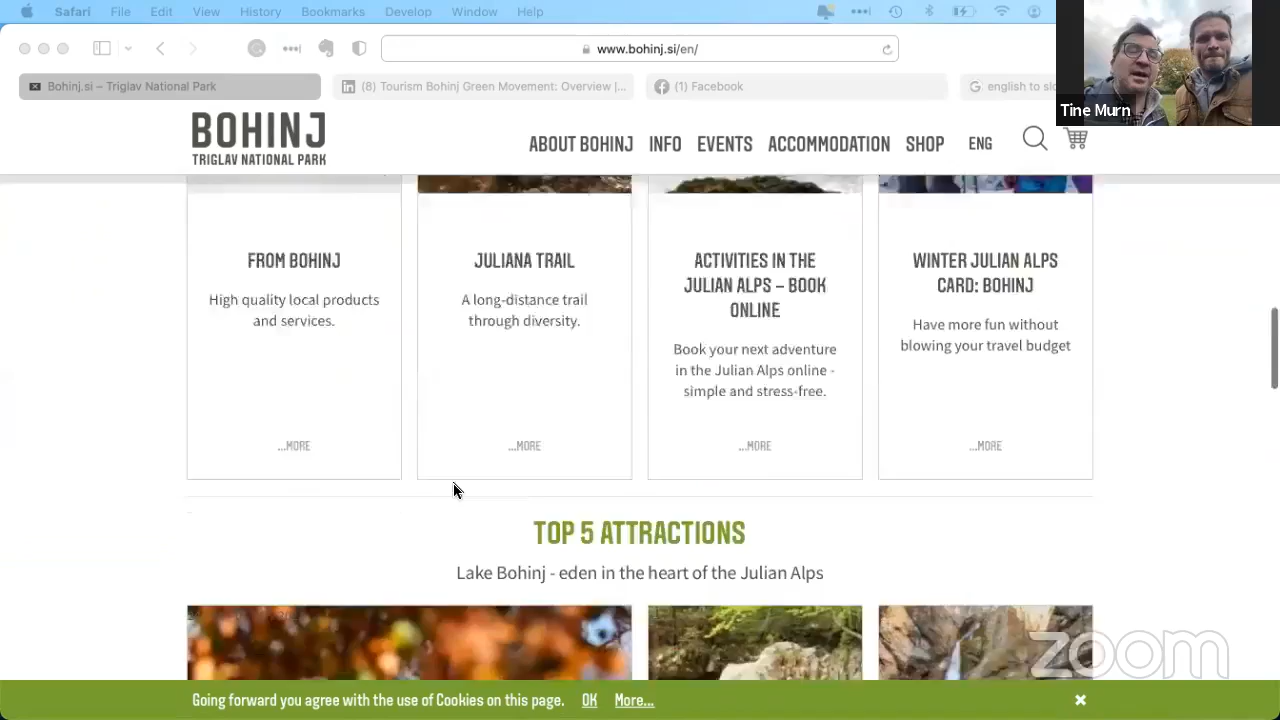 Safari File Edit View History Bookmarks Develop Window Help
www.bohinj.si/en/
Bohinj.si – Triglav National Park
(8) Tourism Bohinj Green Movement: Overview |...
(1) Facebook
english to slo
Tine Murn
BOHINJ
TRIGLAV NATIONAL PARK
ABOUT BOHINJ INFO EVENTS ACCOMMODATION SHOP ENG
FROM BOHINJ
High quality local products
and services.
...MORE
JULIANA TRAIL
A long-distance trail
through diversity.
...MORE
ACTIVITIES IN THE
JULIAN ALPS – BOOK
ONLINE
Book your next adventure
in the Julian Alps online -
simple and stress-free.
...MORE
WINTER JULIAN ALPS
CARD: BOHINJ
Have more fun without
blowing your travel budget
...MORE
TOP 5 ATTRACTIONS
Lake Bohinj - eden in the heart of the Julian Alps
zoom
Going forward you agree with the use of Cookies on this page. OK More...